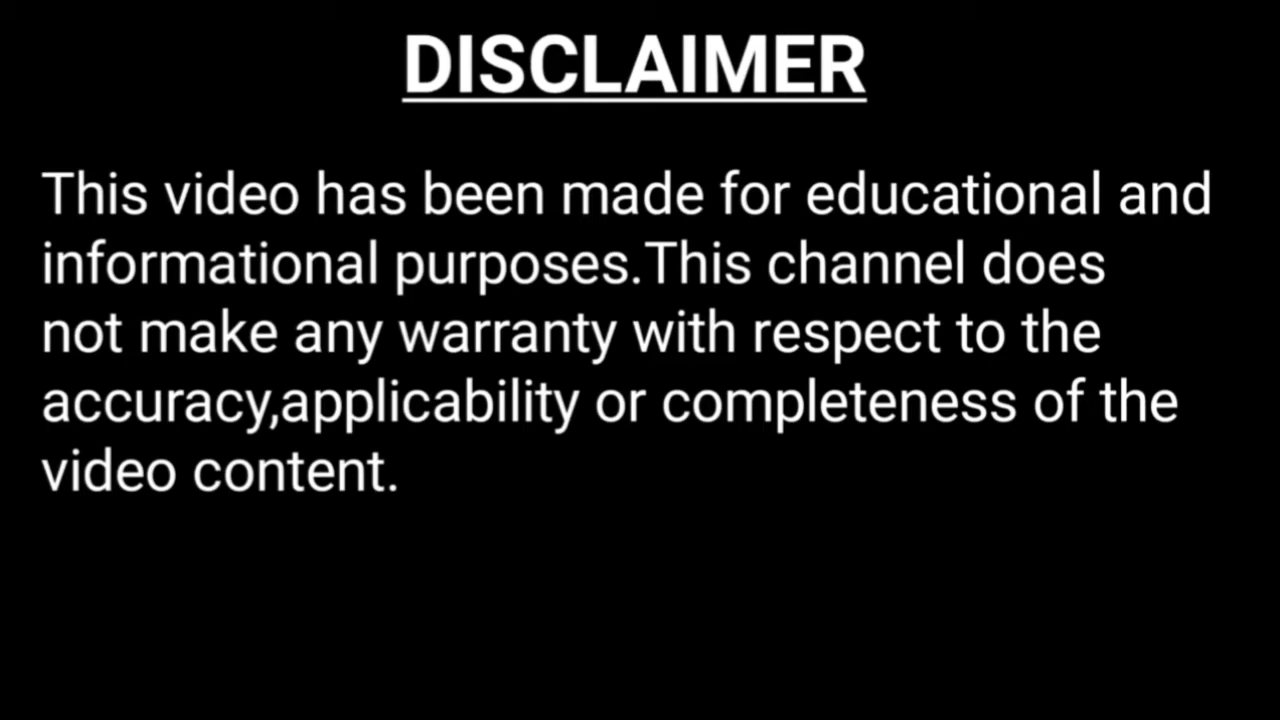 DISCLAIMER
This video has been made for educational and
informational purposes.This channel does
not make any warranty with respect to the
accuracy,applicability or completeness of the
video content.